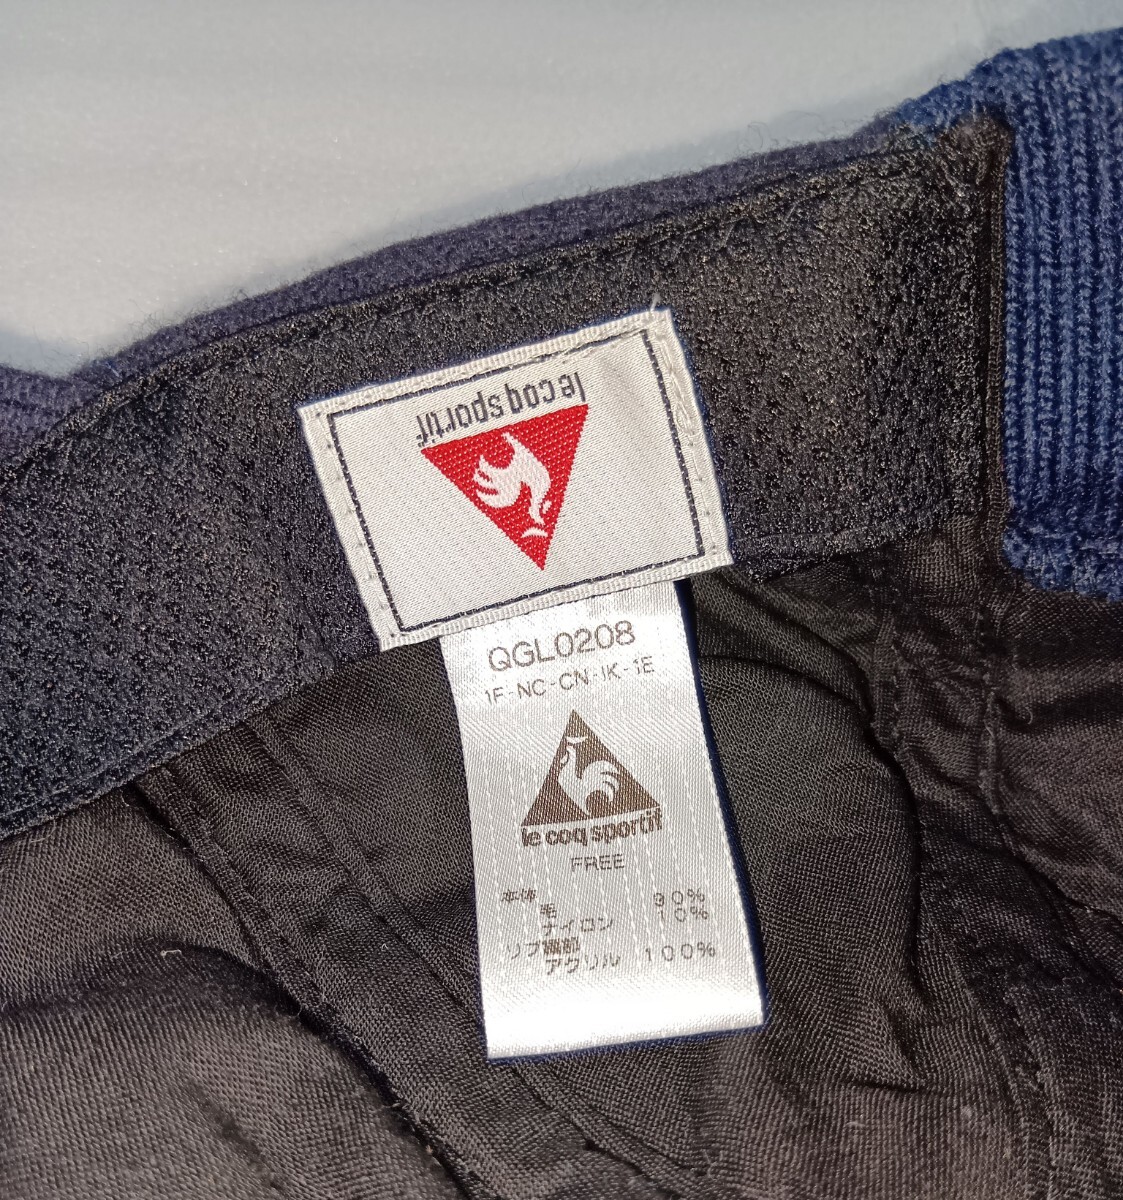 le coq sportif
QGL0208
1F-NC-CN-IK-1E
le coq sportif
FREE
本体
毛 90%
ナイロン 10%
リブ編部
アクリル 100%